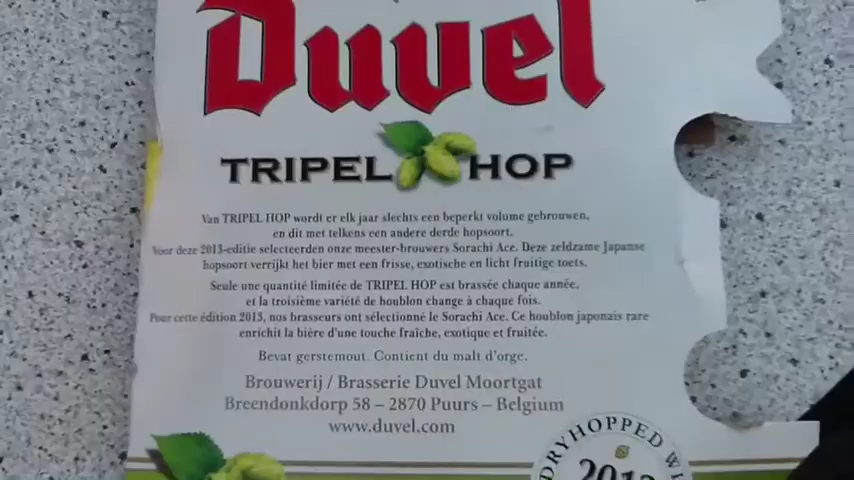 Duvel
TRIPEL HOP
Van TRIPEL HOP wordt er elk jaar slechts een beperkt volume gebrouwen,
en dit met telkens een andere derde hopsoort.
Voor deze 2013-editie selecteerden onze meester-brouwers Sorachi Ace. Deze zeldzame Japanse
hopsoort verrijkt het bier met een frisse, exotische en licht fruitige toets.
Seule une quantité limitée de TRIPEL HOP est brassée chaque année,
et la troisième variété de houblon change à chaque fois.
Pour cette édition 2013, nos brasseurs ont sélectionné le Sorachi Ace. Ce houblon japonais rare
enrichit la bière d'une touche fraîche, exotique et fruitée.
Bevat gerstemout. Contient du malt d'orge.
Brouwerij / Brasserie Duvel Moortgat
Breendonkdorp 58 – 2870 Puurs – Belgium
www.duvel.com
DRYHOPPED
2013